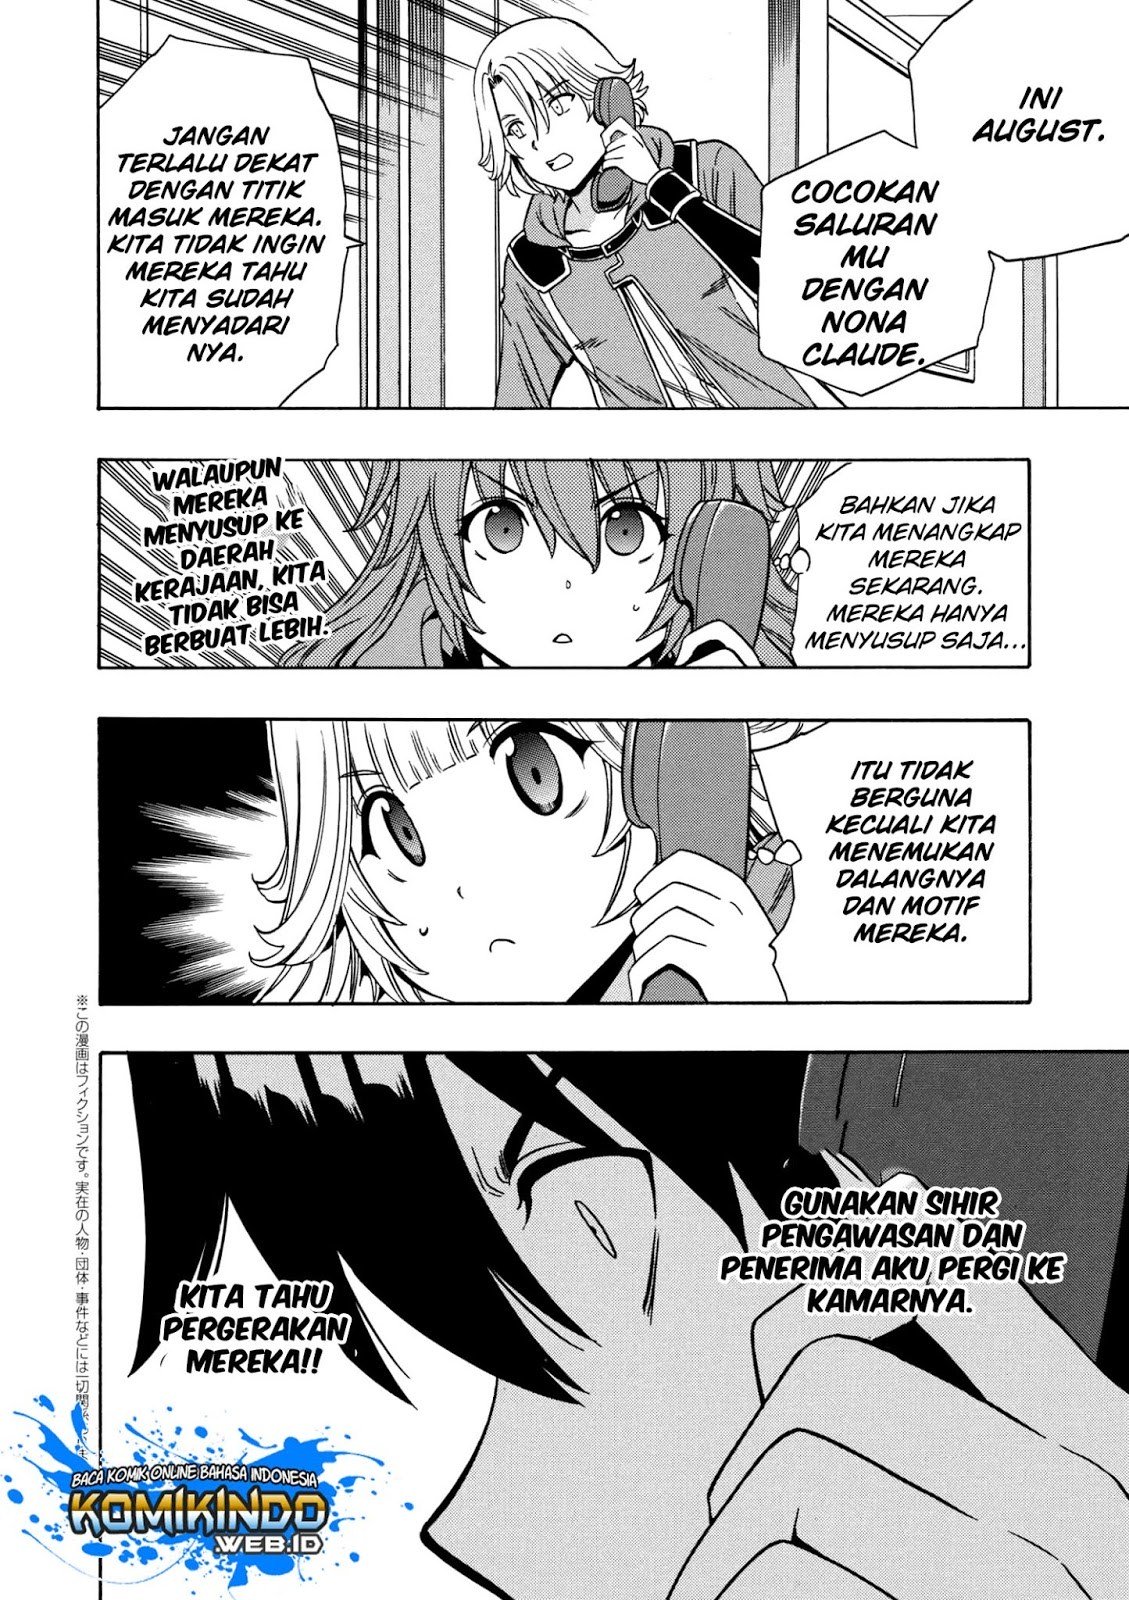 INI
AUGUST.
COCOKAN
SALURAN
MU
DENGAN
NONA
CLAUDE.
JANGAN
TERLALU DEKAT
DENGAN TITIK
MASUK MEREKA.
KITA TIDAK INGIN
MEREKA TAHU
KITA SUDAH
MENYADARI
NYA.
BAHKAN JIKA
KITA MENANGKAP
MEREKA
SEKARANG.
MEREKA HANYA
MENYUSUP SAJA...
WALAUPUN
MEREKA
MENYUSUP KE
DAERAH
KERAJAAN, KITA
TIDAK BISA
BERBUAT LEBIH.
ITU TIDAK
BERGUNA
KECUALI KITA
MENEMUKAN
DALANGNYA
DAN MOTIF
MEREKA.
GUNAKAN SIHIR
PENGAWASAN DAN
PENERIMA AKU PERGI KE
KAMARNYA.
KITA TAHU
PERGERAKAN
MEREKA!!
※この漫画はフィクションです。実在の人物・団体・事件などには一切関係
BACA KOMIK ONLINE BAHASA INDONESIA
KOMIKINDO
.WEB.ID